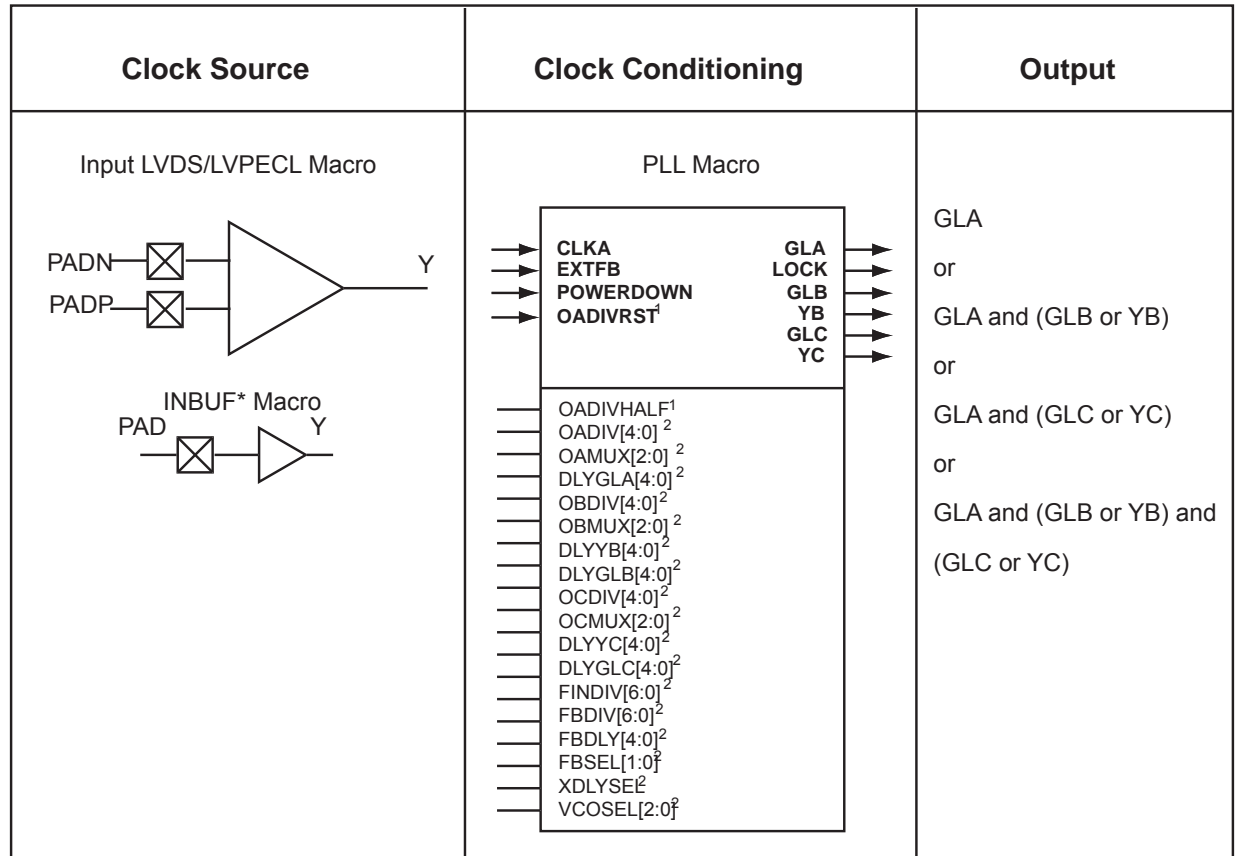 Clock Source
Clock Conditioning
Output
Input LVDS/LVPECL Macro
PADN
PADP
Y
INBUF* Macro
PAD
Y
PLL Macro
CLKA
EXTFB
POWERDOWN
OADIVRST1
GLA
LOCK
GLB
YB
GLC
YC
OADIVHALF1
OADIV[4:0] 2
OAMUX[2:0] 2
DLYGLA[4:0] 2
OBDIV[4:0]2
OBMUX[2:0] 2
DLYYB[4:0]2
DLYGLB[4:0]2
OCDIV[4:0]2
OCMUX[2:0] 2
DLYYC[4:0]2
DLYGLC[4:0]2
FINDIV[6:0] 2
FBDIV[6:0]2
FBDLY[4:0]2
FBSEL[1:0]2
XDLYSEL2
VCOSEL[2:0]2
GLA
or
GLA and (GLB or YB)
or
GLA and (GLC or YC)
or
GLA and (GLB or YB) and
(GLC or YC)